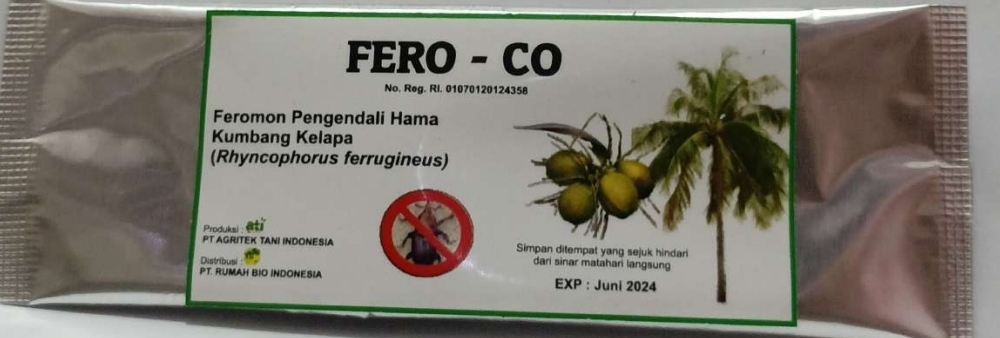 FERO - CO
No. Reg. RI. 01070120124358
Feromon Pengendali Hama
Kumbang Kelapa
(Rhyncophorus ferrugineus)
Produksi : ati
PT AGRITEK TANI INDONESIA
Distribusi :
PT. RUMAH BIO INDONESIA
Simpan ditempat yang sejuk hindari
dari sinar matahari langsung
EXP : Juni 2024